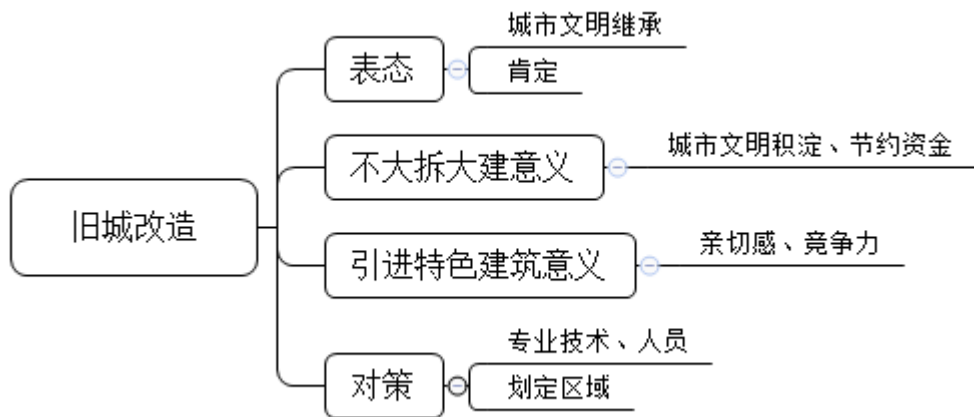 旧城改造
表态
城市文明继承
肯定
不大拆大建意义
城市文明积淀、节约资金
引进特色建筑意义
亲切感、竞争力
对策
专业技术、人员
划定区域